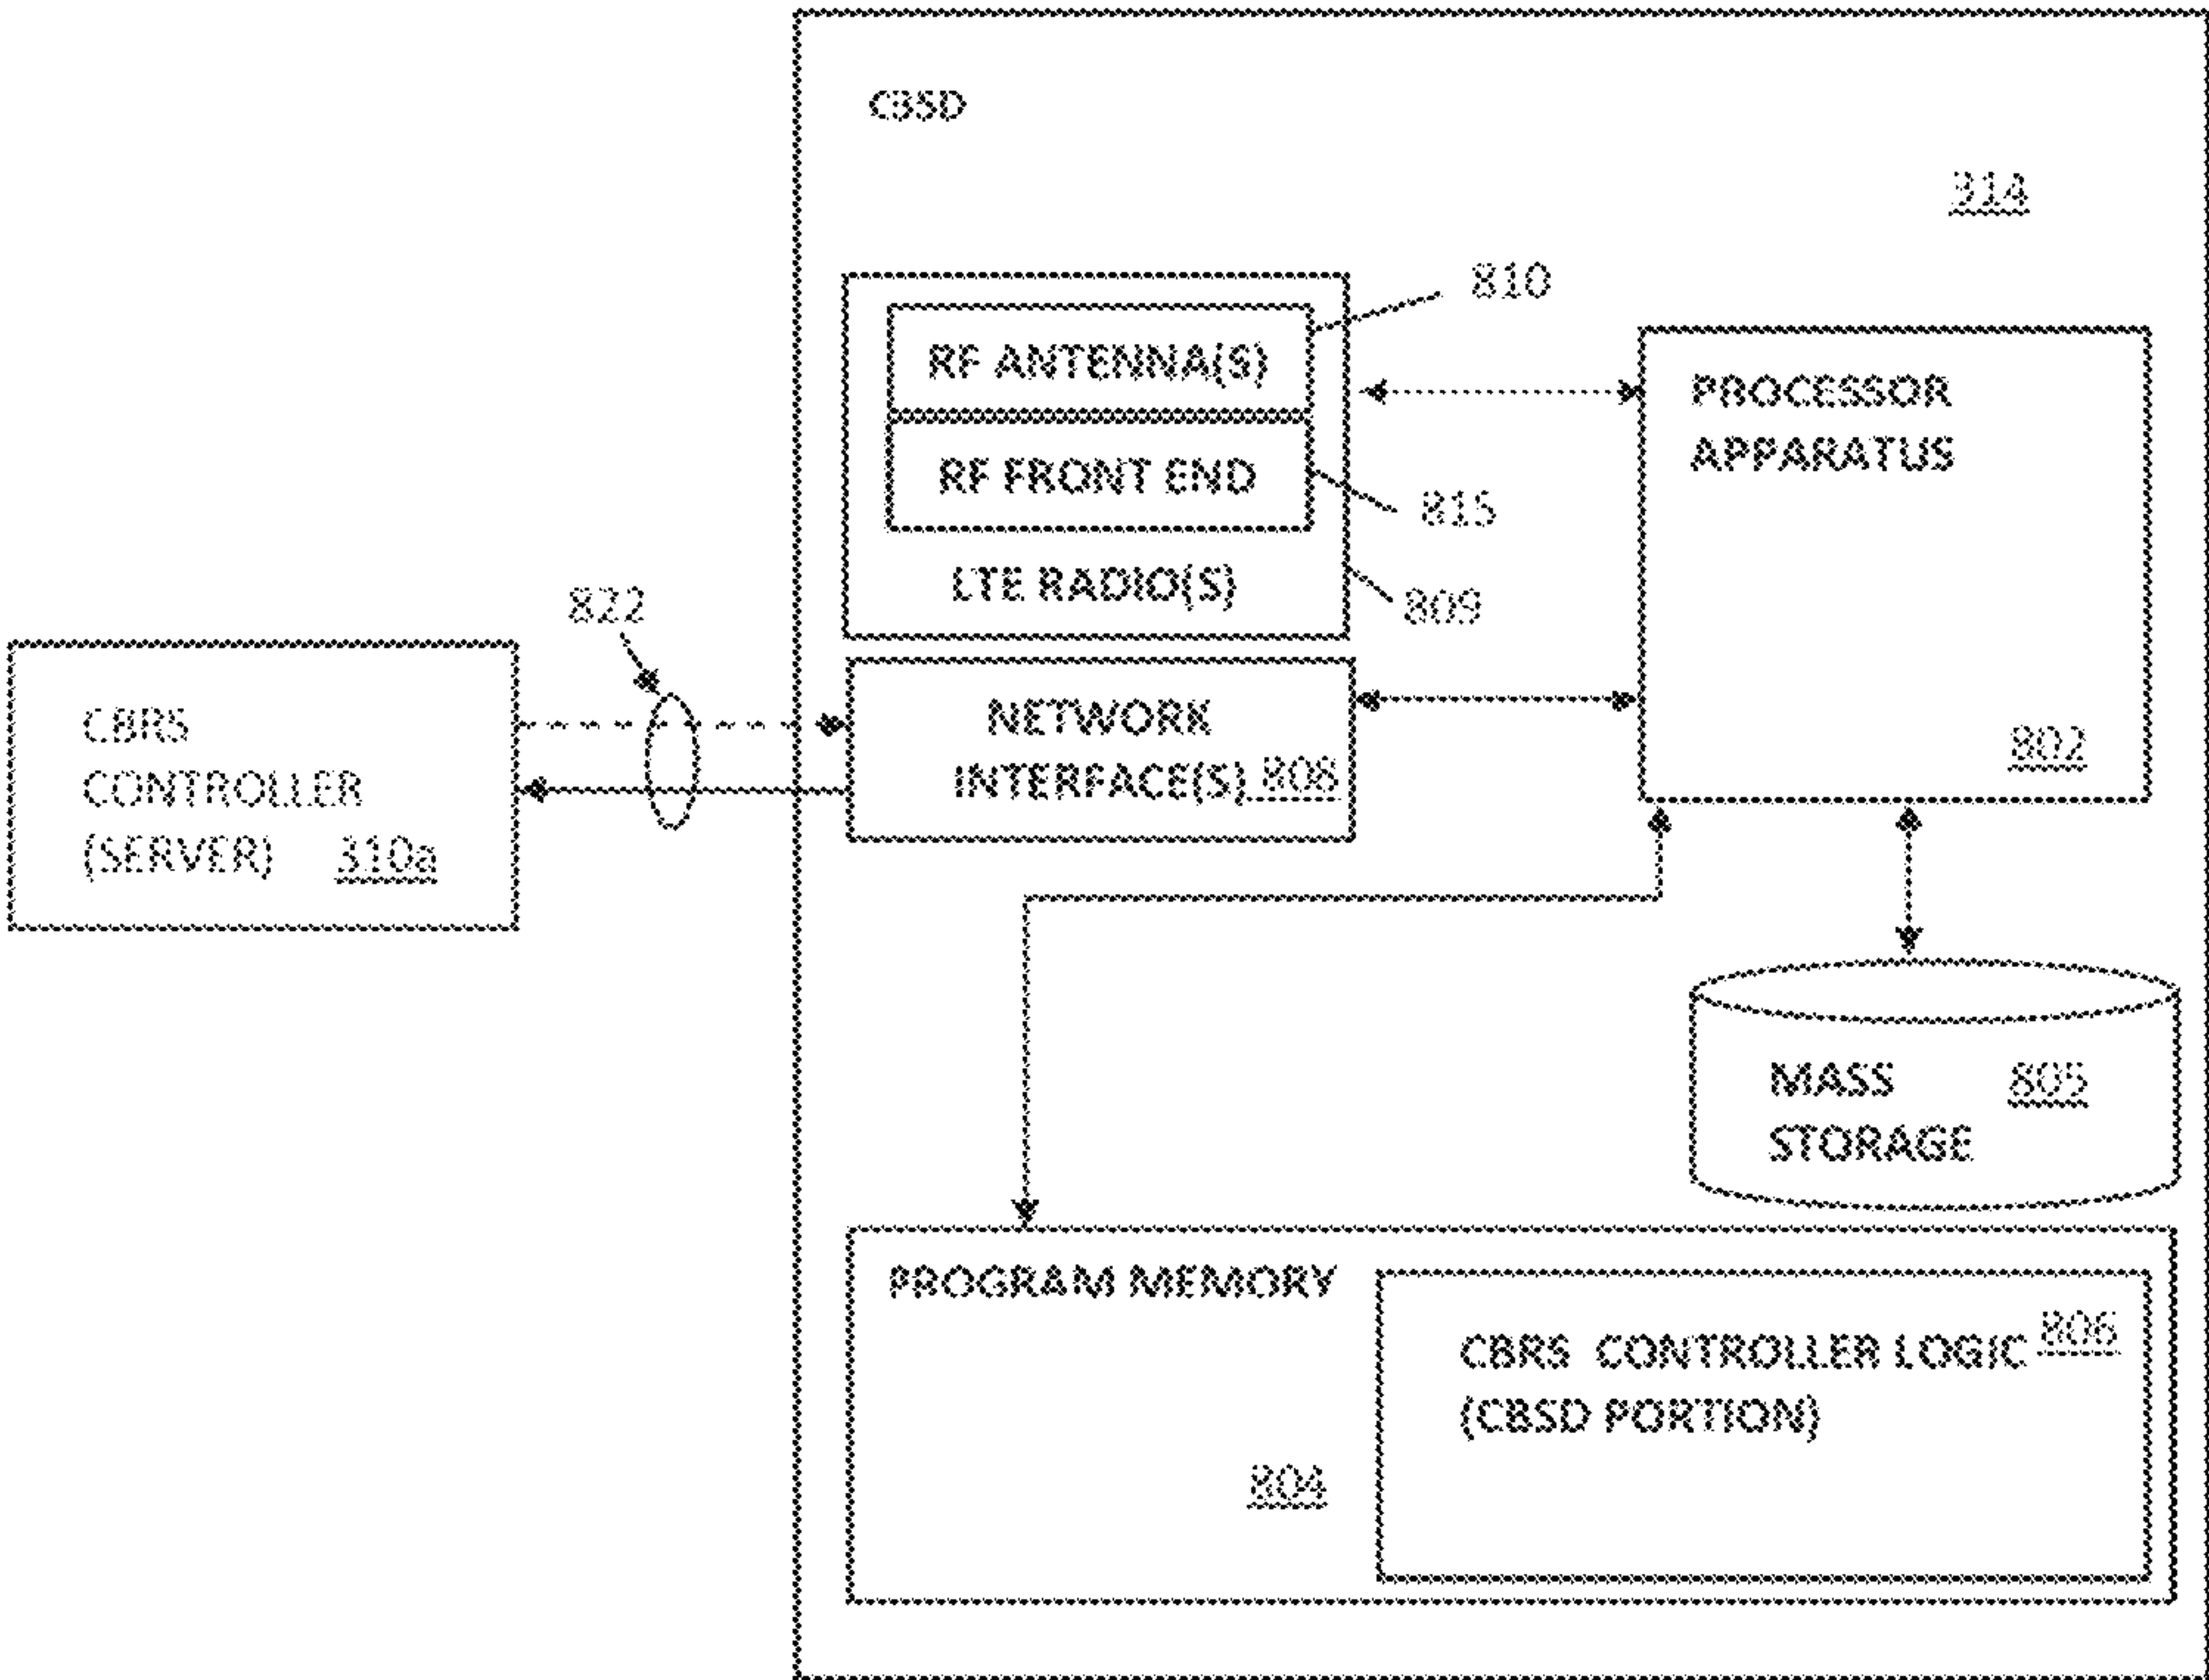 CBSD
314
RF ANTENNA(S)
810
RF FRONT END
815
LTE RADIO(S)
809
PROCESSOR
APPARATUS
802
822
CBRS
CONTROLLER
(SERVER) 310a
NETWORK
INTERFACE(S) 808
MASS 805
STORAGE
PROGRAM MEMORY
804
CBRS CONTROLLER LOGIC 806
(CBSD PORTION)